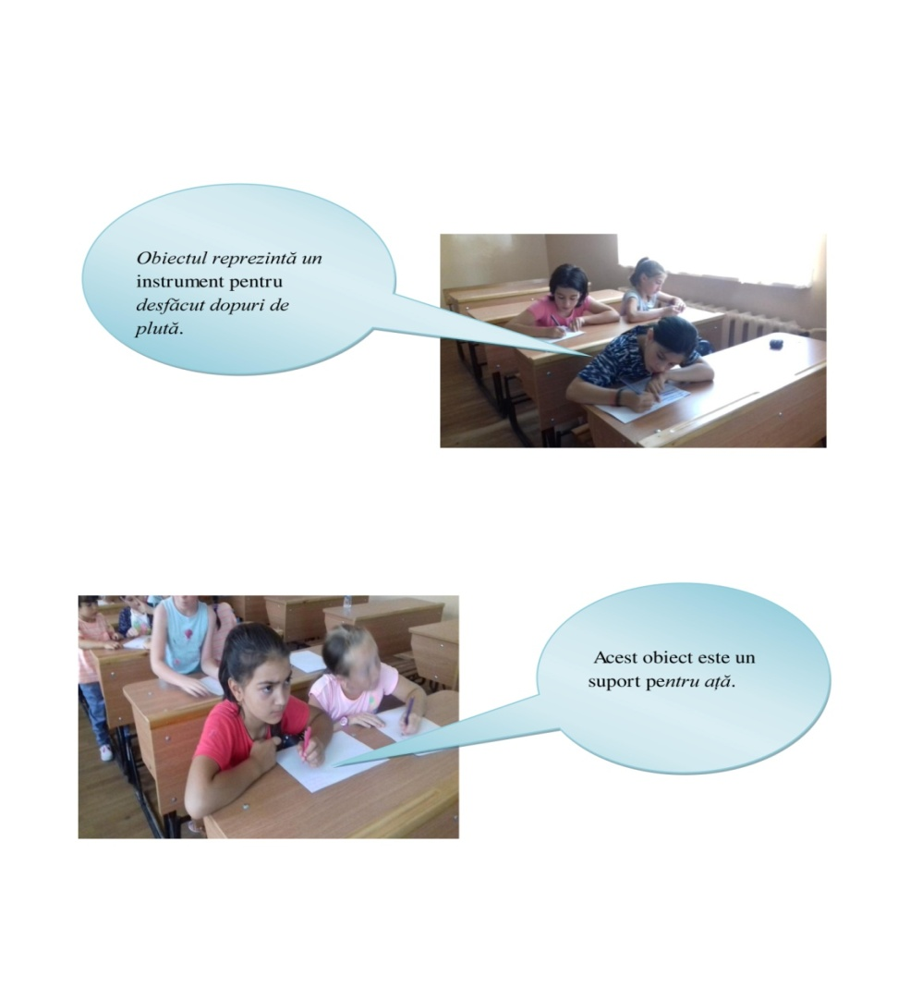 Obiectul reprezintă un
instrument pentru
desfăcut dopuri de
plută.
Acest obiect este un
suport pentru ață.